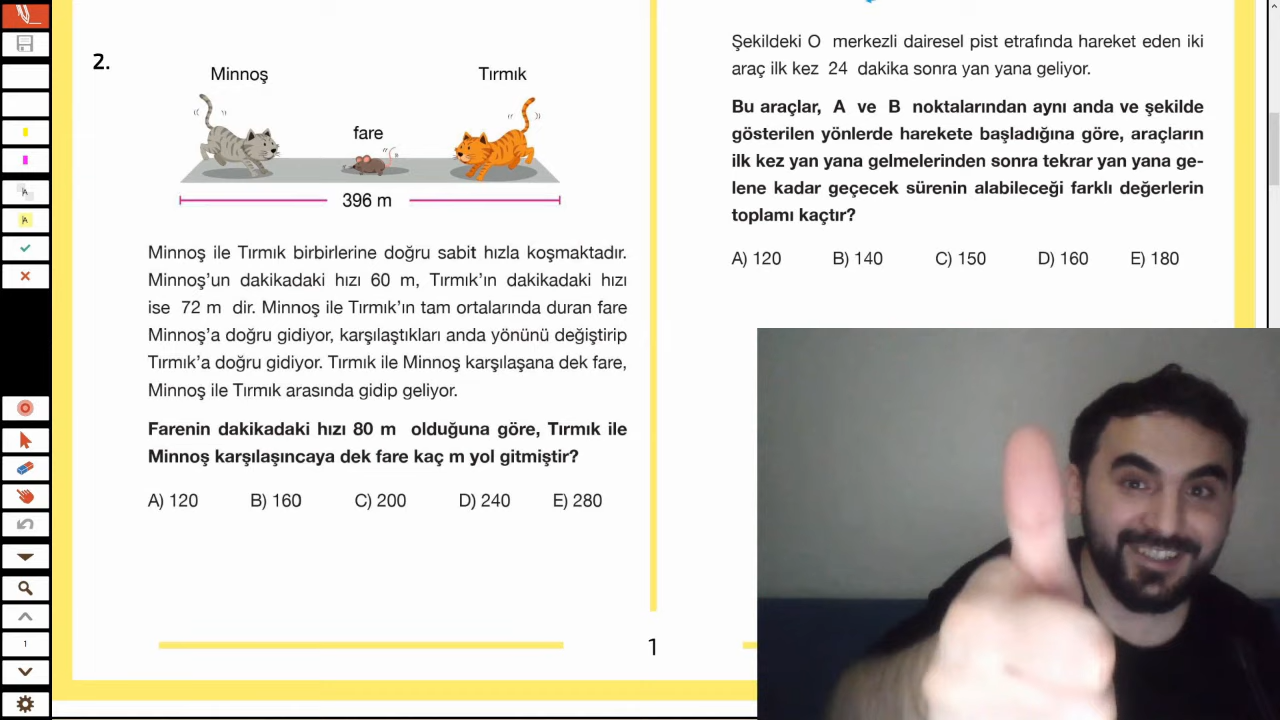 2.
Minnoş
Tırmık
fare
396 m
Minnoş ile Tırmık birbirlerine doğru sabit hızla koşmaktadır.
Minnoş’un dakikadaki hızı 60 m, Tırmık’ın dakikadaki hızı
ise 72 m dir. Minnoş ile Tırmık’ın tam ortalarında duran fare
Minnoş’a doğru gidiyor, karşılaştıkları anda yönünü değiştirip
Tırmık’a doğru gidiyor. Tırmık ile Minnoş karşılaşana dek fare,
Minnoş ile Tırmık arasında gidip geliyor.
Farenin dakikadaki hızı 80 m olduğuna göre, Tırmık ile
Minnoş karşılaşıncaya dek fare kaç m yol gitmiştir?
A) 120 B) 160 C) 200 D) 240 E) 280
Şekildeki O merkezli dairesel pist etrafında hareket eden iki
araç ilk kez 24 dakika sonra yan yana geliyor.
Bu araçlar, A ve B noktalarından aynı anda ve şekilde
gösterilen yönlerde harekete başladığına göre, araçların
ilk kez yan yana gelmelerinden sonra tekrar yan yana ge-
lene kadar geçecek sürenin alabileceği farklı değerlerin
toplamı kaçtır?
A) 120 B) 140 C) 150 D) 160 E) 180
1
A
A
1